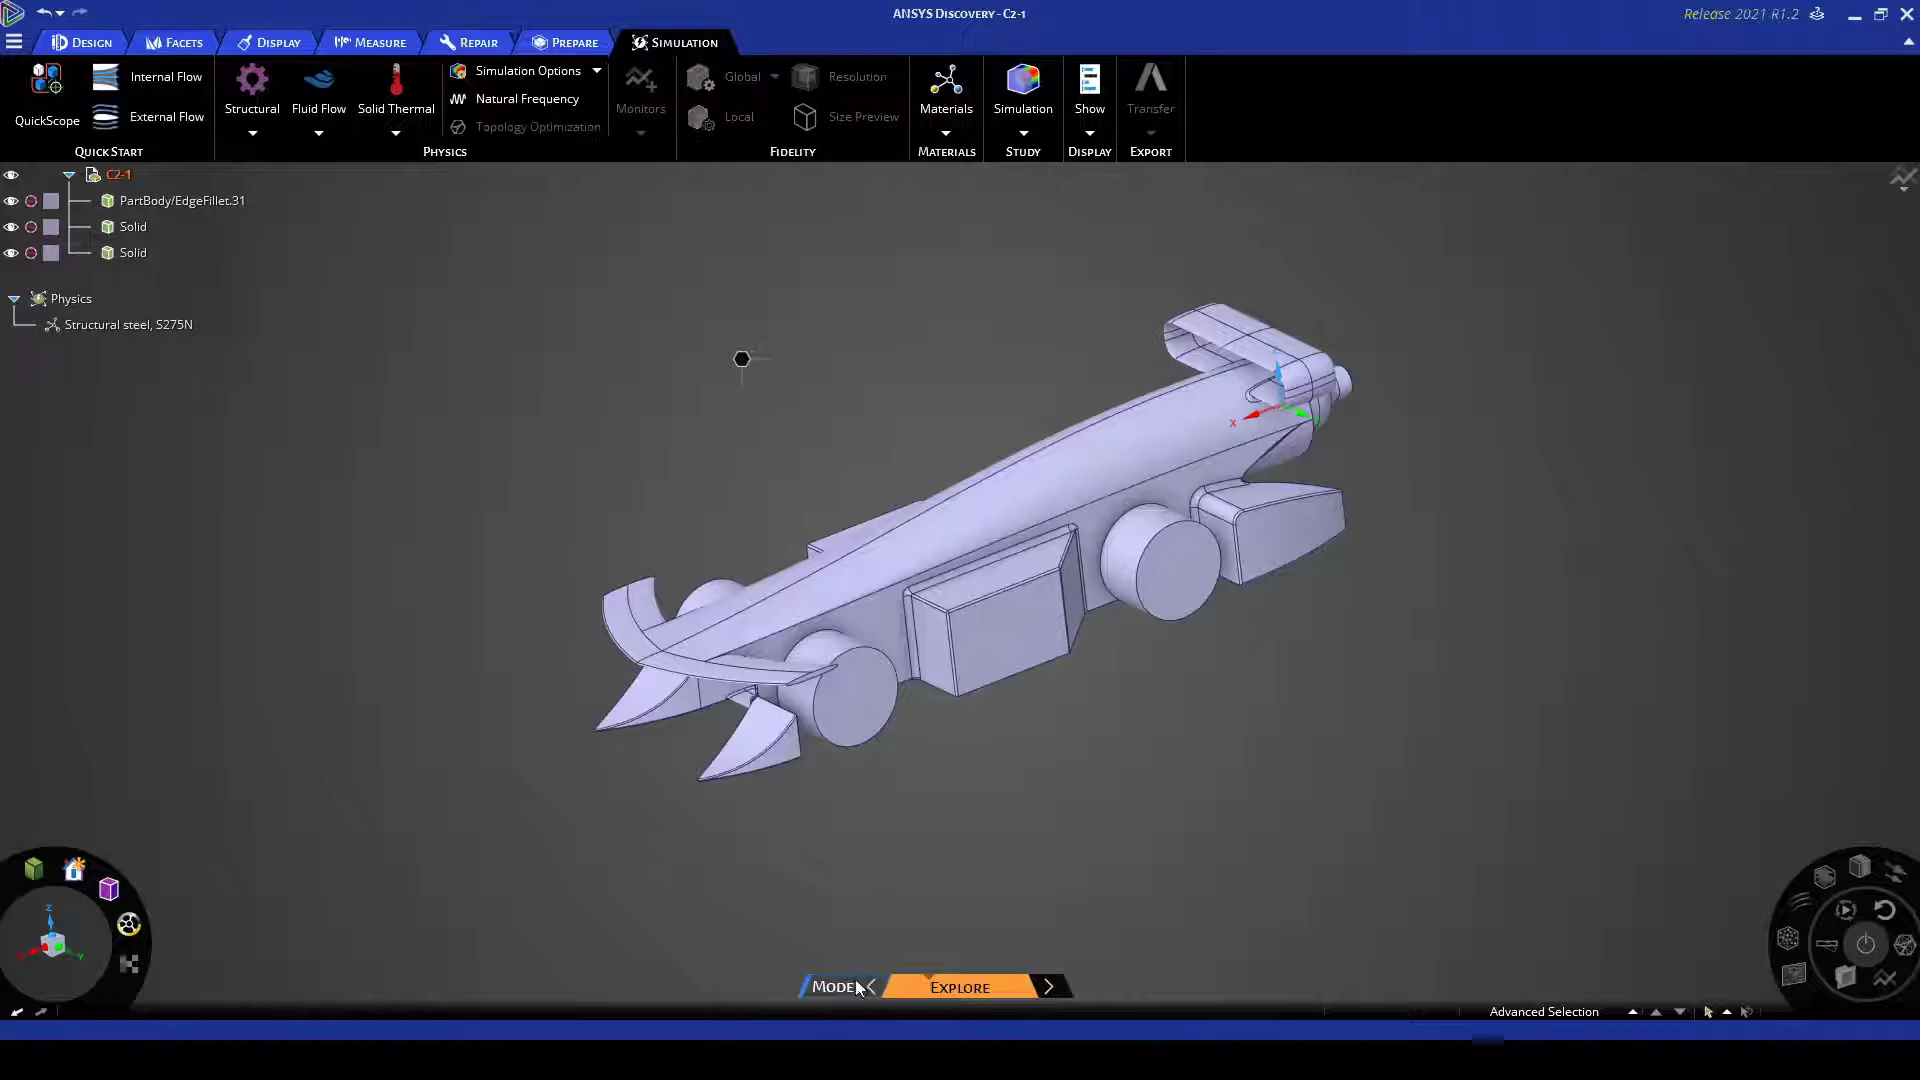 ANSYS Discovery - C2-1
Release 2021 R1.2
Design
Facets
Display
Measure
Repair
Prepare
Simulation
QuickScope
Internal Flow
External Flow
Quick Start
Structural
Fluid Flow
Solid Thermal
Simulation Options
Natural Frequency
Topology Optimization
Physics
Monitors
Global
Local
Resolution
Size Preview
Fidelity
Materials
Materials
Simulation
Study
Show
Display
Transfer
Export
C2-1
PartBody/EdgeFillet.31
Solid
Solid
Physics
Structural steel, S275N
X
Z
X
Y
Mode
Explore
Advanced Selection